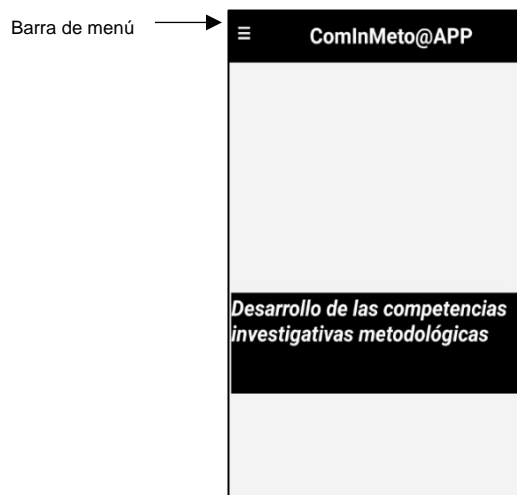 Barra de menú
ComInMeto@APP
Desarrollo de las competencias
investigativas metodológicas